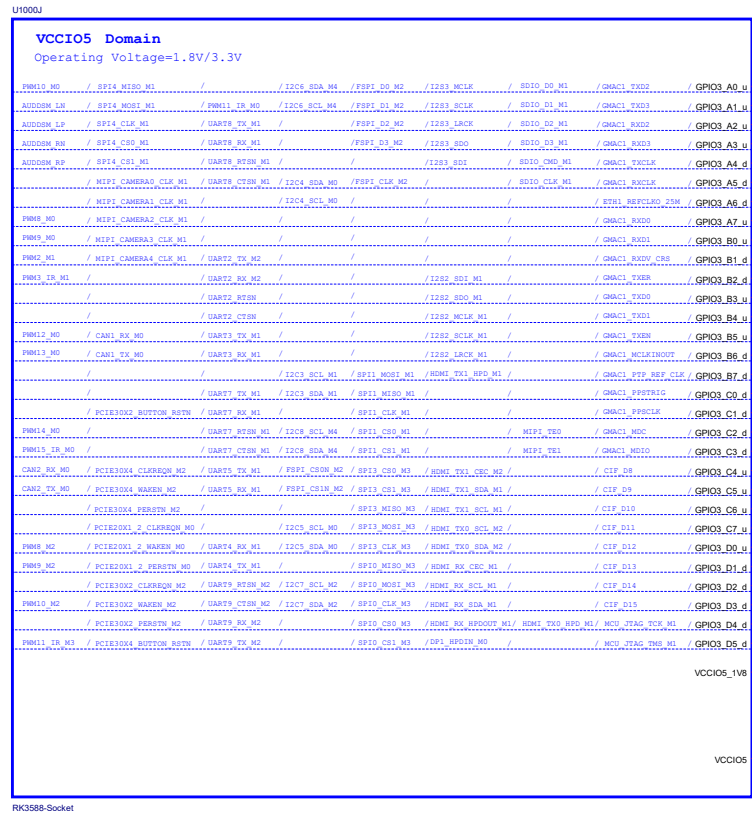 U1000J
VCCIO5 Domain
Operating Voltage=1.8V/3.3V
PWM10_M0 / SPI4_MISO_M1 / / I2C6_SDA_M4 /FSPI_D0_M2 /I2S3_MCLK / SDIO_D0_M1 /GMAC1_TXD2 / GPIO3_A0_u
AUDDSM_LN / SPI4_MOSI_M1 / PWM11_IR_M0 /I2C6_SCL_M4 /FSPI_D1_M2 /I2S3_SCLK / SDIO_D1_M1 /GMAC1_TXD3 / GPIO3_A1_u
AUDDSM_LP / SPI4_CLK_M1 / UART8_TX_M1 / /FSPI_D2_M2 /I2S3_LRCK / SDIO_D2_M1 /GMAC1_RXD2 / GPIO3_A2_u
AUDDSM_RN / SPI4_CS0_M1 / UART8_RX_M1 / /FSPI_D3_M2 /I2S3_SDO / SDIO_D3_M1 /GMAC1_RXD3 / GPIO3_A3_u
AUDDSM_RP / SPI4_CS1_M1 / UART8_RTSN_M1 / / /I2S3_SDI / SDIO_CMD_M1 / GMAC1_TXCLK / GPIO3_A4_d
/ MIPI_CAMERA0_CLK_M1 / UART8_CTSN_M1 / I2C4_SDA_M0 /FSPI_CLK_M2 / / SDIO_CLK_M1 / GMAC1_RXCLK / GPIO3_A5_d
/ MIPI_CAMERA1_CLK_M1 / / I2C4_SCL_M0 / / / / ETH1_REFCLKO_25M / GPIO3_A6_d
PWM8_M0 / MIPI_CAMERA2_CLK_M1 / / / / / / GMAC1_RXD0 / GPIO3_A7_u
PWM9_M0 / MIPI_CAMERA3_CLK_M1 / / / / / / GMAC1_RXD1 / GPIO3_B0_u
PWM2_M1 / MIPI_CAMERA4_CLK_M1 / UART2_TX_M2 / / / / / GMAC1_RXDV_CRS / GPIO3_B1_d
PWM3_IR_M1 / / UART2_RX_M2 / / /I2S2_SDI_M1 / / GMAC1_TXER / GPIO3_B2_d
/ / UART2_RTSN / / /I2S2_SDO_M1 / / GMAC1_TXD0 / GPIO3_B3_u
/ / UART2_CTSN / / /I2S2_MCLK_M1 / / GMAC1_TXD1 / GPIO3_B4_u
PWM12_M0 / CAN1_RX_M0 / UART3_TX_M1 / / /I2S2_SCLK_M1 / / GMAC1_TXEN / GPIO3_B5_u
PWM13_M0 / CAN1_TX_M0 / UART3_RX_M1 / / /I2S2_LRCK_M1 / / GMAC1_MCLKINOUT / GPIO3_B6_d
/ / / I2C3_SCL_M1 / SPI1_MOSI_M1 /HDMI_TX1_HPD_M1 / / GMAC1_PTP_REF_CLK / GPIO3_B7_d
/ / UART7_TX_M1 / I2C3_SDA_M1 / SPI1_MISO_M1 / / / GMAC1_PPSTRIG / GPIO3_C0_d
/ PCIE30X2_BUTTON_RSTN / UART7_RX_M1 / / SPI1_CLK_M1 / / / GMAC1_PPSCLK / GPIO3_C1_d
PWM14_M0 / / UART7_RTSN_M1 / I2C8_SCL_M4 / SPI1_CS0_M1 / / MIPI_TE0 / GMAC1_MDC / GPIO3_C2_d
PWM15_IR_M0 / / UART7_CTSN_M1 / I2C8_SDA_M4 / SPI1_CS1_M1 / / MIPI_TE1 / GMAC1_MDIO / GPIO3_C3_d
CAN2_RX_M0 / PCIE30X4_CLKREQN_M2 / UART5_TX_M1 / FSPI_CS0N_M2 / SPI3_CS0_M3 /HDMI_TX1_CEC_M2 / / CIF_D8 / GPIO3_C4_u
CAN2_TX_M0 / PCIE30X4_WAKEN_M2 / UART5_RX_M1 / FSPI_CS1N_M2 / SPI3_CS1_M3 /HDMI_TX1_SDA_M1 / / CIF_D9 / GPIO3_C5_u
/ PCIE30X4_PERSTN_M2 / / / SPI3_MISO_M3 /HDMI_TX1_SCL_M1 / / CIF_D10 / GPIO3_C6_u
/ PCIE20X1_2_CLKREQN_M0 / / I2C5_SCL_M0 / SPI3_MOSI_M3 /HDMI_TX0_SCL_M2 / / CIF_D11 / GPIO3_C7_u
PWM8_M2 / PCIE20X1_2_WAKEN_M0 / UART4_RX_M1 / I2C5_SDA_M0 / SPI3_CLK_M3 /HDMI_TX0_SDA_M2 / / CIF_D12 / GPIO3_D0_u
PWM9_M2 / PCIE20X1_2_PERSTN_M0 / UART4_TX_M1 / / SPI0_MISO_M3 /HDMI_RX_CEC_M1 / / CIF_D13 / GPIO3_D1_d
/ PCIE30X2_CLKREQN_M2 / UART9_RTSN_M2 / I2C7_SCL_M2 / SPI0_MOSI_M3 /HDMI_RX_SCL_M1 / / CIF_D14 / GPIO3_D2_d
PWM10_M2 / PCIE30X2_WAKEN_M2 / UART9_CTSN_M2 / I2C7_SDA_M2 / SPI0_CLK_M3 /HDMI_RX_SDA_M1 / / CIF_D15 / GPIO3_D3_d
/ PCIE30X2_PERSTN_M2 / UART9_RX_M2 / / SPI0_CS0_M3 /HDMI_RX_HPDOUT_M1/ HDMI_TX0_HPD_M1/ MCU_JTAG_TCK_M1 / GPIO3_D4_d
PWM11_IR_M3 / PCIE30X4_BUTTON_RSTN / UART9_TX_M2 / / SPI0_CS1_M3 /DP1_HPDIN_M0 / / MCU_JTAG_TMS_M1 / GPIO3_D5_d
VCCIO5_1V8
VCCIO5
RK3588-Socket